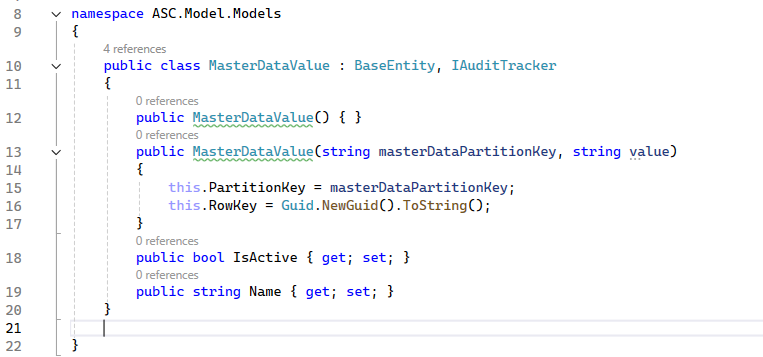 8 namespace ASC.Model.Models
9 {
4 references
10 public class MasterDataValue : BaseEntity, IAuditTracker
11 {
0 references
12 public MasterDataValue() { }
0 references
13 public MasterDataValue(string masterDataPartitionKey, string value)
14 {
15 this.PartitionKey = masterDataPartitionKey;
16 this.RowKey = Guid.NewGuid().ToString();
17 }
0 references
18 public bool IsActive { get; set; }
0 references
19 public string Name { get; set; }
20 }
21
22 }